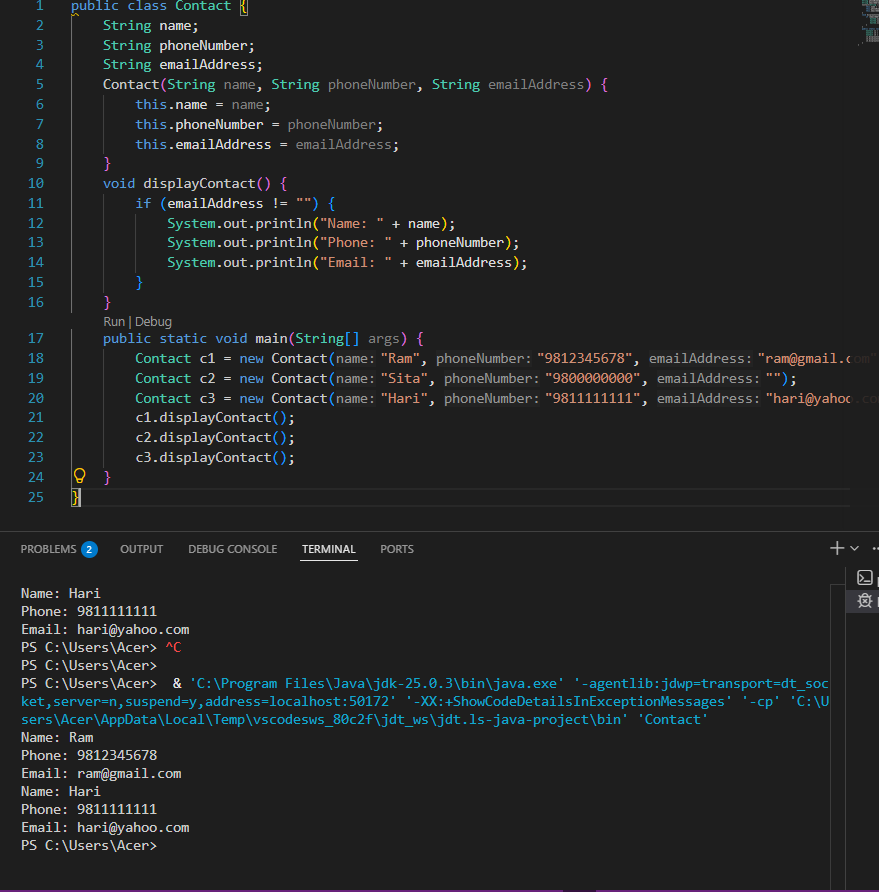 1 public class Contact {
2 String name;
3 String phoneNumber;
4 String emailAddress;
5 Contact(String name, String phoneNumber, String emailAddress) {
6 this.name = name;
7 this.phoneNumber = phoneNumber;
8 this.emailAddress = emailAddress;
9 }
10 void displayContact() {
11 if (emailAddress != "") {
12 System.out.println("Name: " + name);
13 System.out.println("Phone: " + phoneNumber);
14 System.out.println("Email: " + emailAddress);
15 }
16 }
Run | Debug
17 public static void main(String[] args) {
18 Contact c1 = new Contact(name: "Ram", phoneNumber: "9812345678", emailAddress: "ram@gmail.com"
19 Contact c2 = new Contact(name: "Sita", phoneNumber: "9800000000", emailAddress: "");
20 Contact c3 = new Contact(name: "Hari", phoneNumber: "9811111111", emailAddress: "hari@yahoo.co
21 c1.displayContact();
22 c2.displayContact();
23 c3.displayContact();
24 }
25 }
PROBLEMS 2 OUTPUT DEBUG CONSOLE TERMINAL PORTS
Name: Hari
Phone: 9811111111
Email: hari@yahoo.com
PS C:\Users\Acer> ^C
PS C:\Users\Acer>
PS C:\Users\Acer> & 'C:\Program Files\Java\jdk-25.0.3\bin\java.exe' '-agentlib:jdwp=transport=dt_soc
ket,server=n,suspend=y,address=localhost:50172' '-XX:+ShowCodeDetailsInExceptionMessages' '-cp' 'C:\U
sers\Acer\AppData\Local\Temp\vscodesws_80c2f\jdt_ws\jdt.ls-java-project\bin' 'Contact'
Name: Ram
Phone: 9812345678
Email: ram@gmail.com
Name: Hari
Phone: 9811111111
Email: hari@yahoo.com
PS C:\Users\Acer>